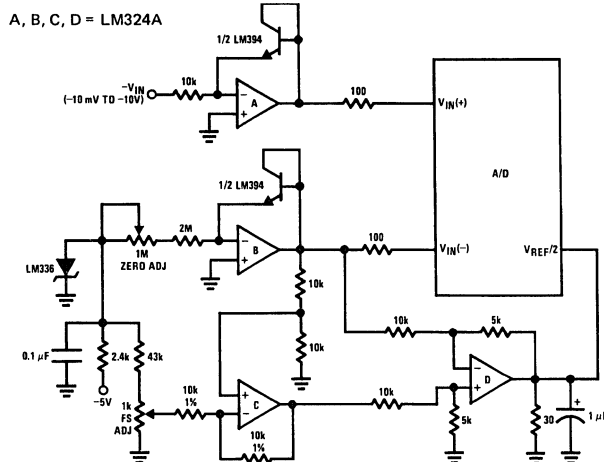 A, B, C, D = LM324A
1/2 LM394
10k
–VIN
(–10 mV TO –10V)
–
+
A
100
VIN(+)
A/D
1/2 LM394
LM336
1M
ZERO ADJ
2M
–
+
B
100
VIN(–)
VREF/2
10k
10k
10k
5k
0.1 μF
2.4k
43k
–5V
1k
FS
ADJ
10k
1%
+
–
C
10k
1%
10k
–
+
D
5k
30
+
1 μF